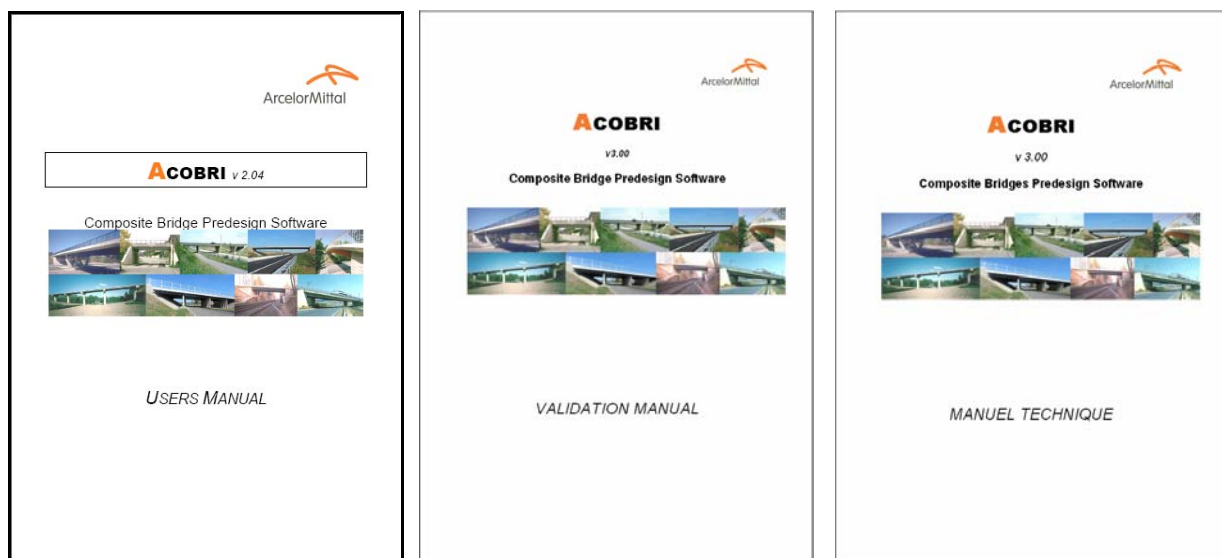 ArcelorMittal
ACOBRI v 2.04
Composite Bridge Predesign Software
USERS MANUAL
ArcelorMittal
ACOBRI
v3.00
Composite Bridge Predesign Software
VALIDATION MANUAL
ArcelorMittal
ACOBRI
v 3.00
Composite Bridges Predesign Software
MANUEL TECHNIQUE